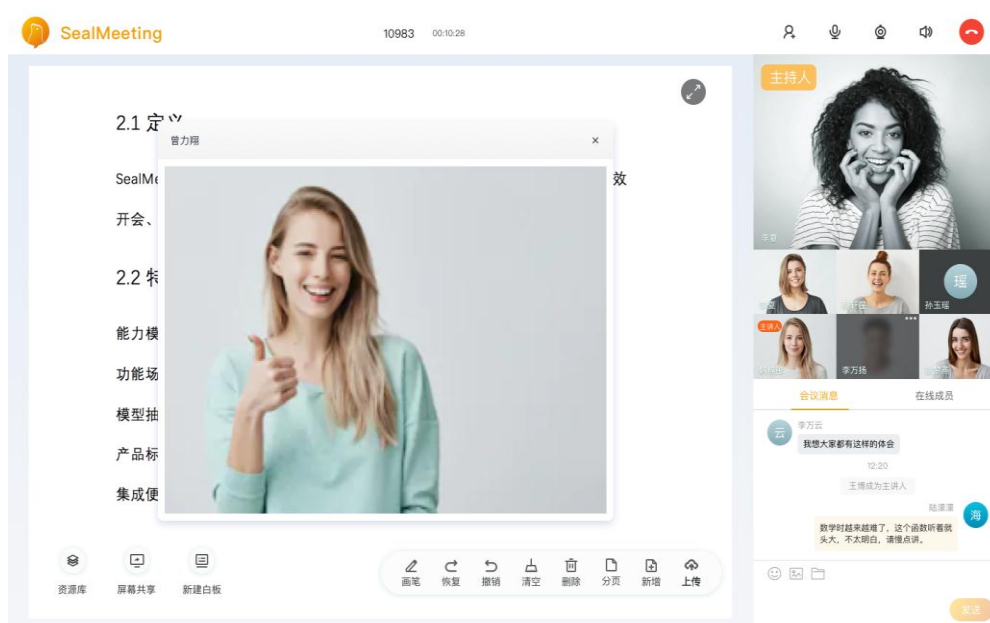 SealMeeting
10983 00:10:28
2.1 定义
曾力翔 ×
SealMe
效
开会、
2.2 特
能力模
功能场
模型抽
产品标
集成便
资源库
屏幕共享
新建白板
画笔
恢复
撤销
清空
删除
分页
新增
上传
主持人
李夏
孙玉瑶
瑶
主讲人
李万扬
会议消息
在线成员
云
李万云
我想大家都有这样的体会
12:20
王博成为主讲人
海
数学时越来越难了，这个函数听着就
头大，不太明白，请慢点讲。
发送